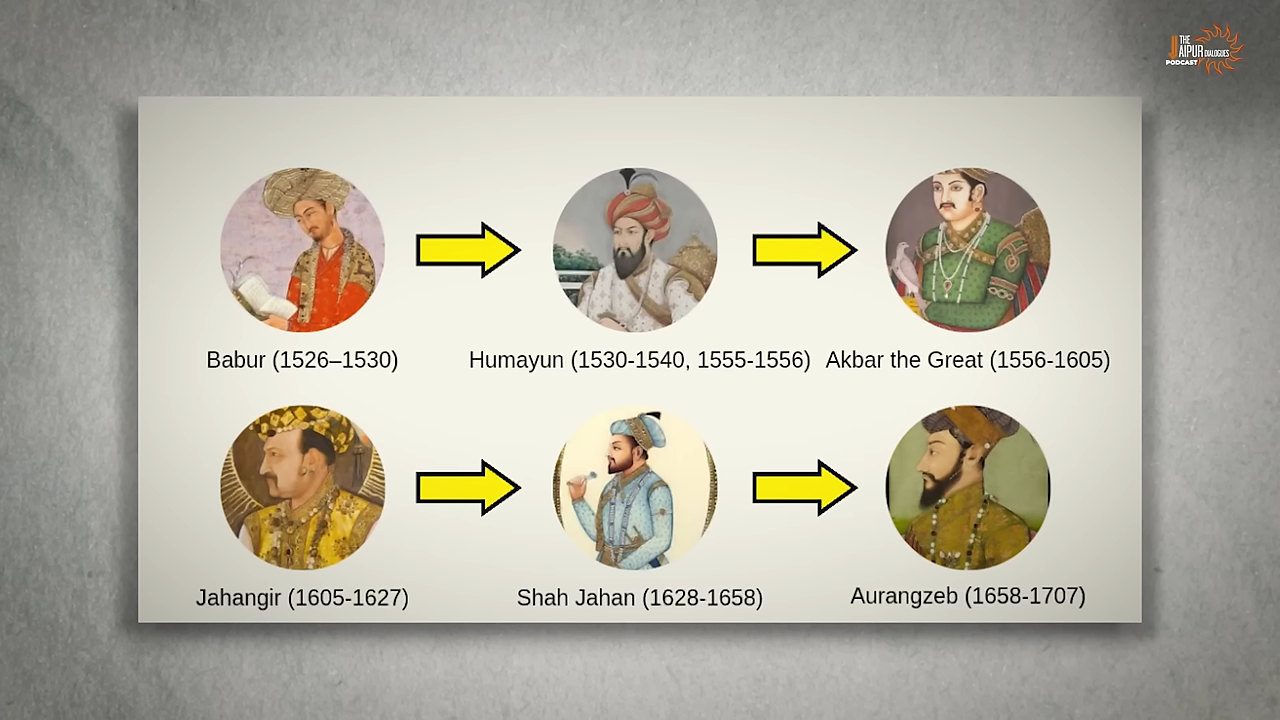 THE
JAIPUR DIALOGUES
PODCAST
Babur (1526–1530)
Humayun (1530-1540, 1555-1556)
Akbar the Great (1556-1605)
Jahangir (1605-1627)
Shah Jahan (1628-1658)
Aurangzeb (1658-1707)